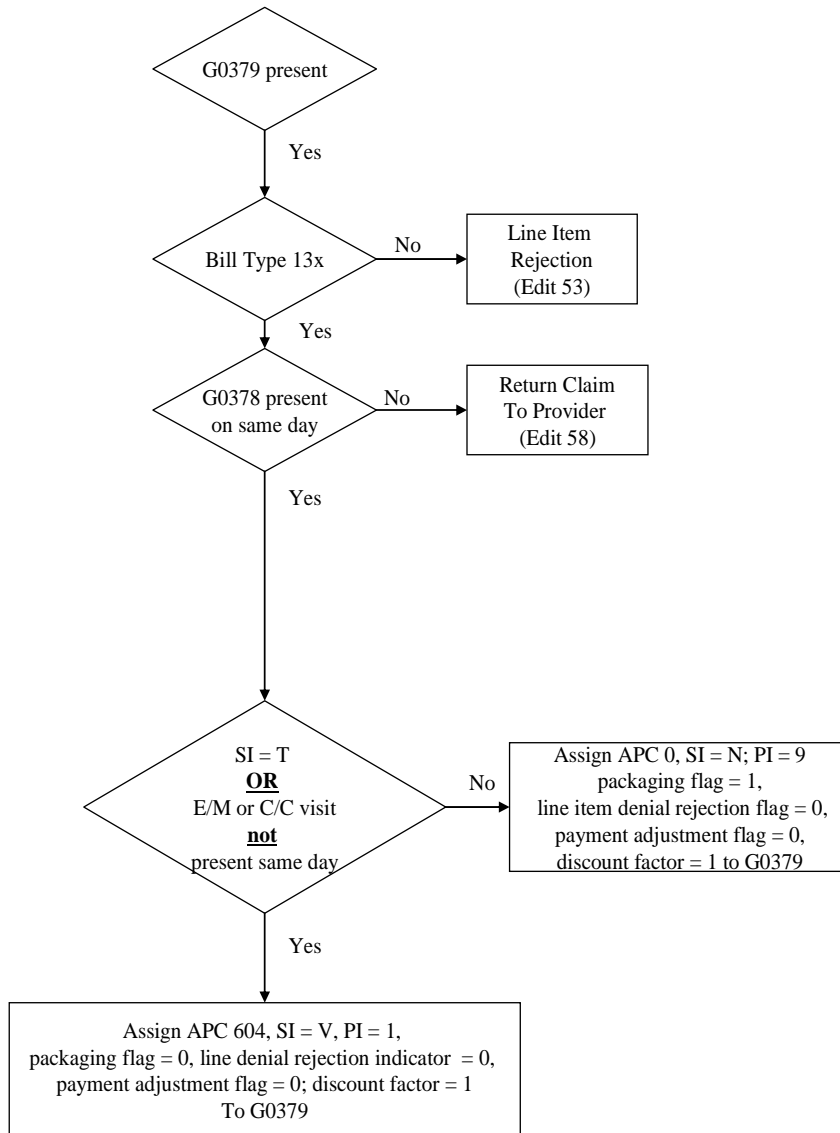 G0379 present
Yes
Bill Type 13x
No
Line Item
Rejection
(Edit 53)
Yes
G0378 present
on same day
No
Return Claim
To Provider
(Edit 58)
Yes
SI = T
OR
E/M or C/C visit
not
present same day
No
Assign APC 0, SI = N; PI = 9
packaging flag = 1,
line item denial rejection flag = 0,
payment adjustment flag = 0,
discount factor = 1 to G0379
Yes
Assign APC 604, SI = V, PI = 1,
packaging flag = 0, line denial rejection indicator = 0,
payment adjustment flag = 0; discount factor = 1
To G0379